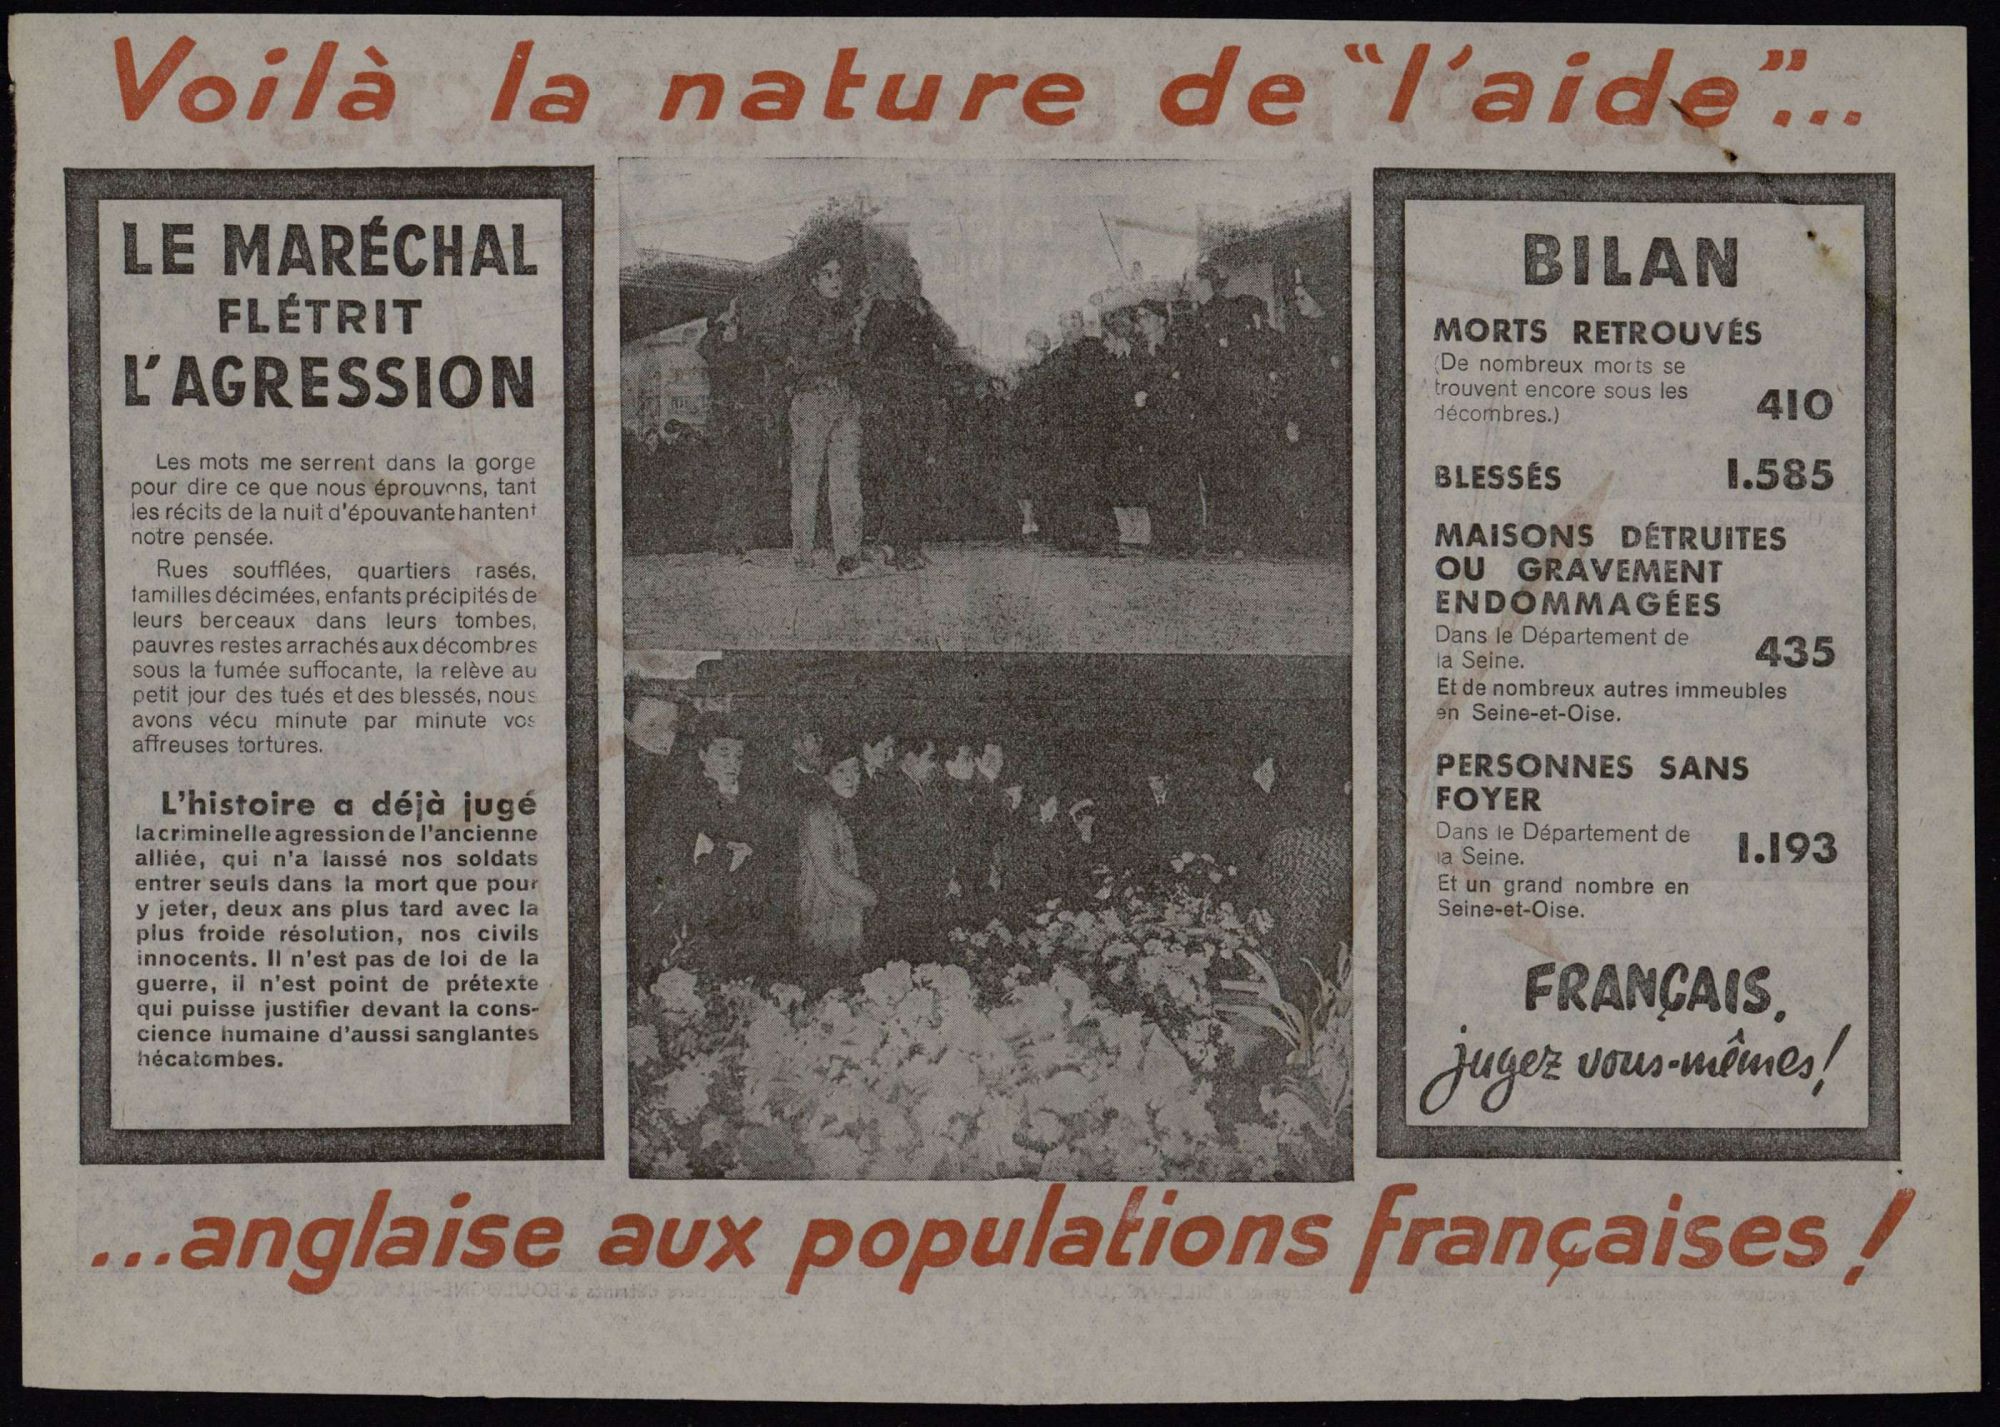 Voilà la nature de "l'aide"...
LE MARÉCHAL
FLÉTRIT
L'AGRESSION
Les mots me serrent dans la gorge
pour dire ce que nous éprouvons, tant
les récits de la nuit d'épouvante hantent
notre pensée.
Rues soufflées, quartiers rasés,
familles décimées, enfants précipités de
leurs berceaux dans leurs tombes,
pauvres restes arrachés aux décombres
sous la fumée suffocante, la relève au
petit jour des tués et des blessés, nous
avons vécu minute par minute vos
affreuses tortures.
L'histoire a déjà jugé
la criminelle agression de l'ancienne
alliée, qui n'a laissé nos soldats
entrer seuls dans la mort que pour
y jeter, deux ans plus tard avec la
plus froide résolution, nos civils
innocents. Il n'est pas de loi de la
guerre, il n'est point de prétexte
qui puisse justifier devant la cons-
cience humaine d'aussi sanglantes
hécatombes.
BILAN
MORTS RETROUVÉS
(De nombreux morts se
trouvent encore sous les
décombres.) 410
BLESSÉS 1.585
MAISONS DÉTRUITES
OU GRAVEMENT
ENDOMMAGÉES
Dans le Département de
la Seine. 435
Et de nombreux autres immeubles
en Seine-et-Oise.
PERSONNES SANS
FOYER
Dans le Département de
la Seine. 1.193
Et un grand nombre en
Seine-et-Oise.
FRANÇAIS,
jugez vous-mêmes!
...anglaise aux populations françaises!